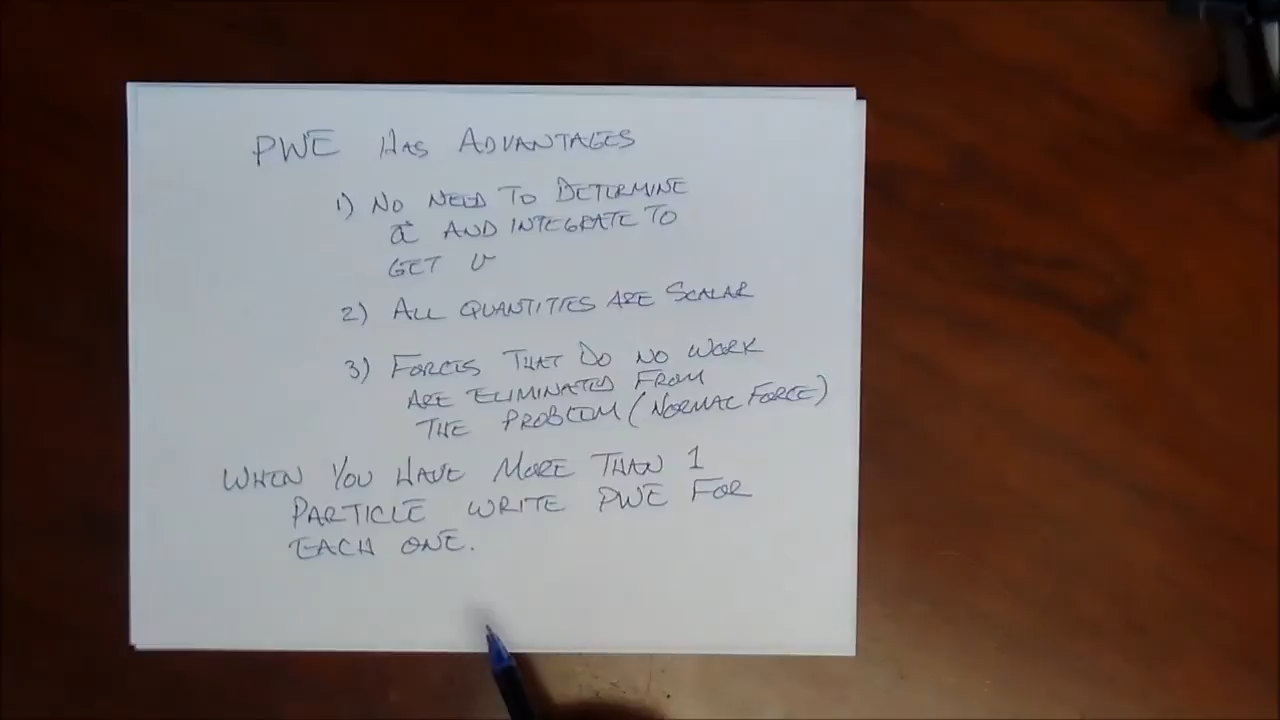 PWE HAS ADVANTAGES
1) NO NEED TO DETERMINE
a⃗ AND INTEGRATE TO
GET v
2) ALL QUANTITIES ARE SCALAR
3) FORCES THAT DO NO WORK
ARE ELIMINATED FROM
THE PROBLEM (NORMAL FORCE)
WHEN YOU HAVE MORE THAN 1
PARTICLE WRITE PWE FOR
EACH ONE.